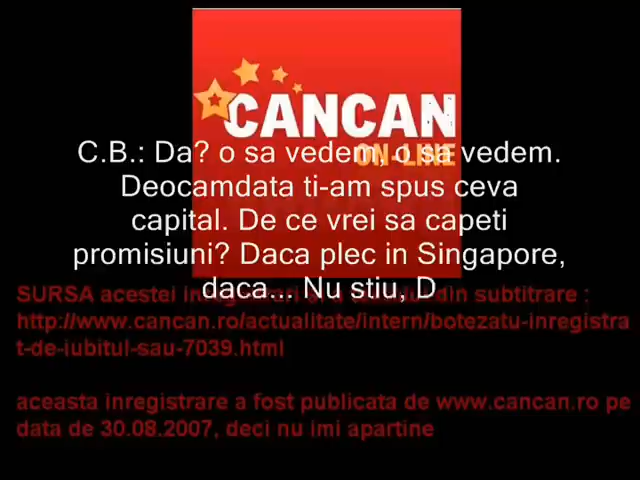 CANCAN
ON-LINE
C.B.: Da? o sa vedem, o sa vedem.
Deocamdata ti-am spus ceva
capital. De ce vrei sa capeti
promisiuni? Daca plec in Singapore,
daca... Nu stiu, D
SURSA acestei din subtitrare :
http://www.cancan.ro/actualitate/intern/botezatu-inregistra
t-de-iubitul-sau-7039.html
aceasta inregistrare a fost publicata de www.cancan.ro pe
data de 30.08.2007, deci nu imi apartine